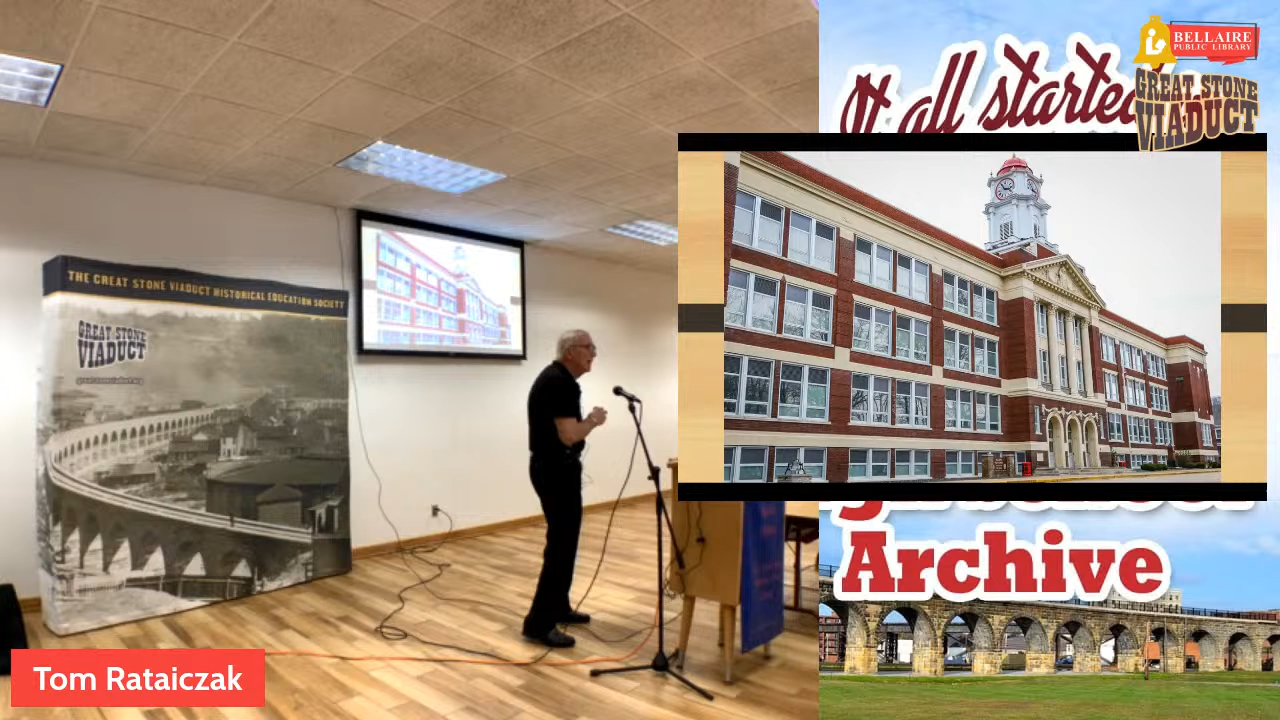 It all started
BELLAIRE
PUBLIC LIBRARY
GREAT STONE
VIADUCT
THE GREAT STONE VIADUCT HISTORICAL EDUCATION SOCIETY
GREAT STONE
VIADUCT
Archive
Tom Rataiczak